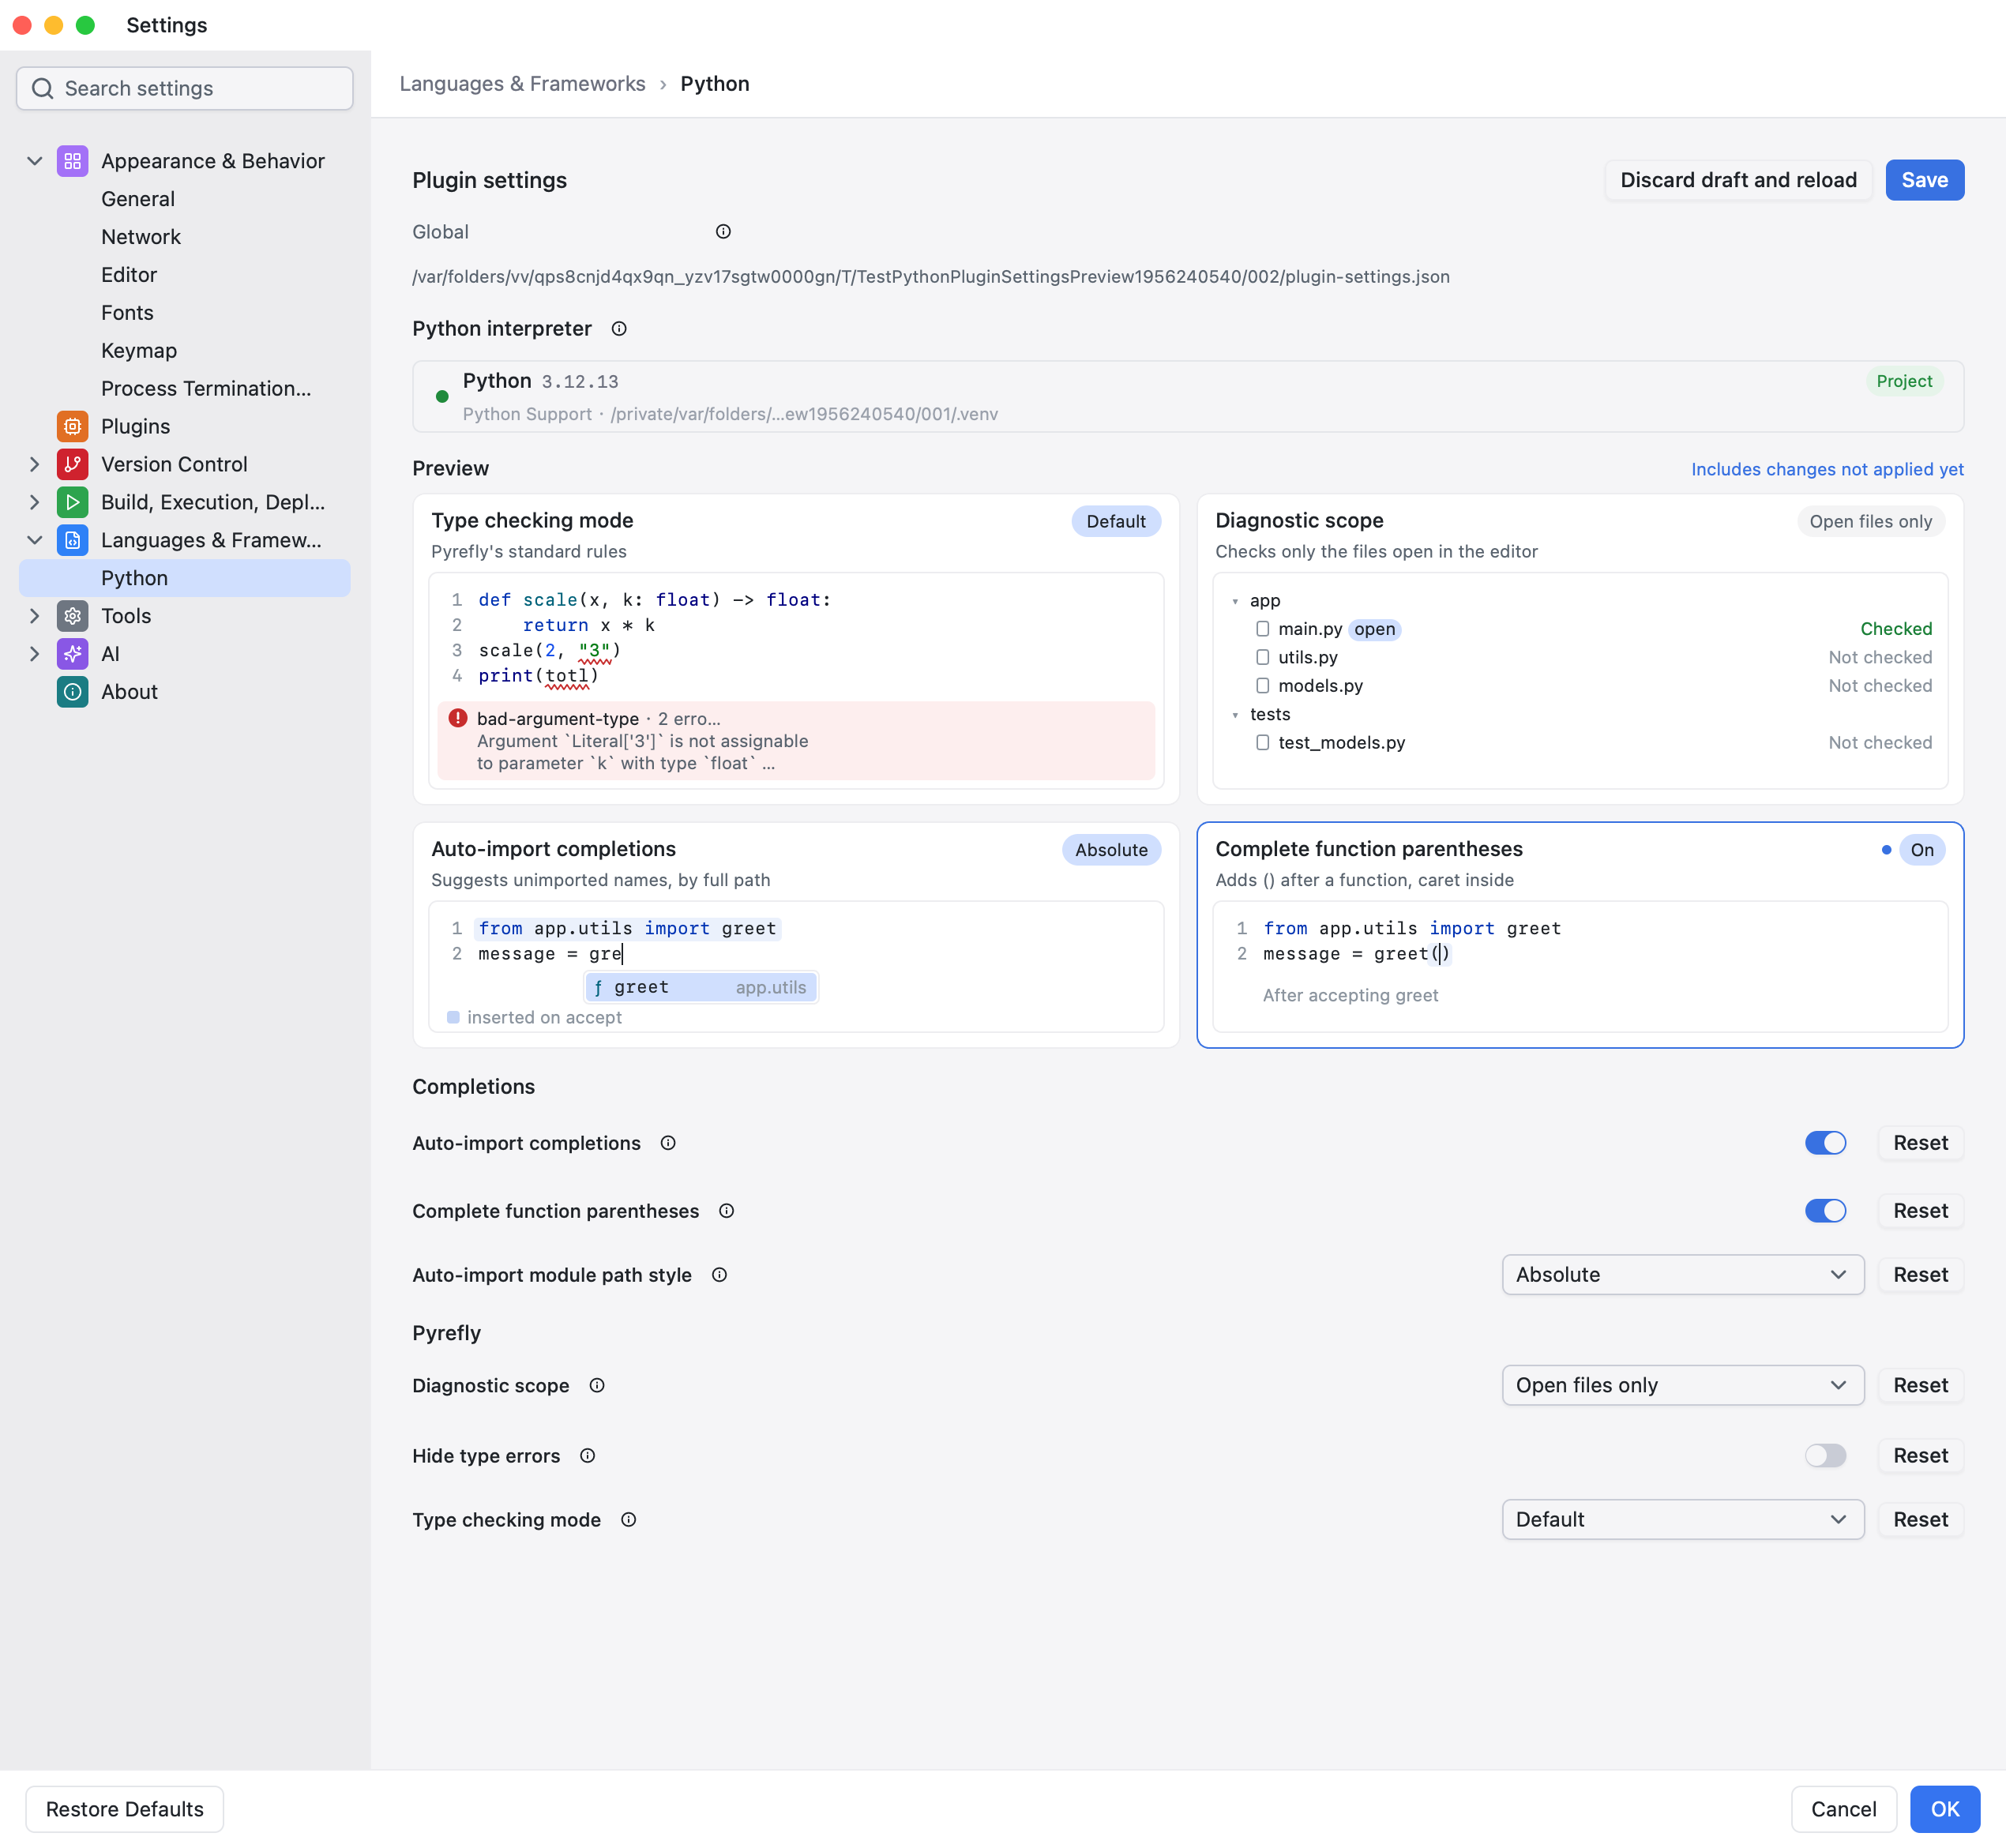 Settings
Search settings
Appearance & Behavior
General
Network
Editor
Fonts
Keymap
Process Termination...
Plugins
Version Control
Build, Execution, Depl...
Languages & Framew...
Python
Tools
AI
About
Languages & Frameworks › Python
Plugin settings
Discard draft and reload
Save
Global
/var/folders/vv/qps8cnjd4qx9qn_yzv17sgtw0000gn/T/TestPythonPluginSettingsPreview1956240540/002/plugin-settings.json
Python interpreter
Python 3.12.13
Project
Python Support · /private/var/folders/...ew1956240540/001/.venv
Preview
Includes changes not applied yet
Type checking mode
Default
Pyrefly's standard rules
1 def scale(x, k: float) -> float:
2 return x * k
3 scale(2, "3")
4 print(totl)
bad-argument-type · 2 erro...
Argument `Literal['3']` is not assignable
to parameter `k` with type `float` ...
Diagnostic scope
Open files only
Checks only the files open in the editor
app
main.py open Checked
utils.py Not checked
models.py Not checked
tests
test_models.py Not checked
Auto-import completions
Absolute
Suggests unimported names, by full path
1 from app.utils import greet
2 message = gre
ƒ greet app.utils
inserted on accept
Complete function parentheses
On
Adds () after a function, caret inside
1 from app.utils import greet
2 message = greet()
After accepting greet
Completions
Auto-import completions
Reset
Complete function parentheses
Reset
Auto-import module path style
Absolute
Reset
Pyrefly
Diagnostic scope
Open files only
Reset
Hide type errors
Reset
Type checking mode
Default
Reset
Restore Defaults
Cancel
OK